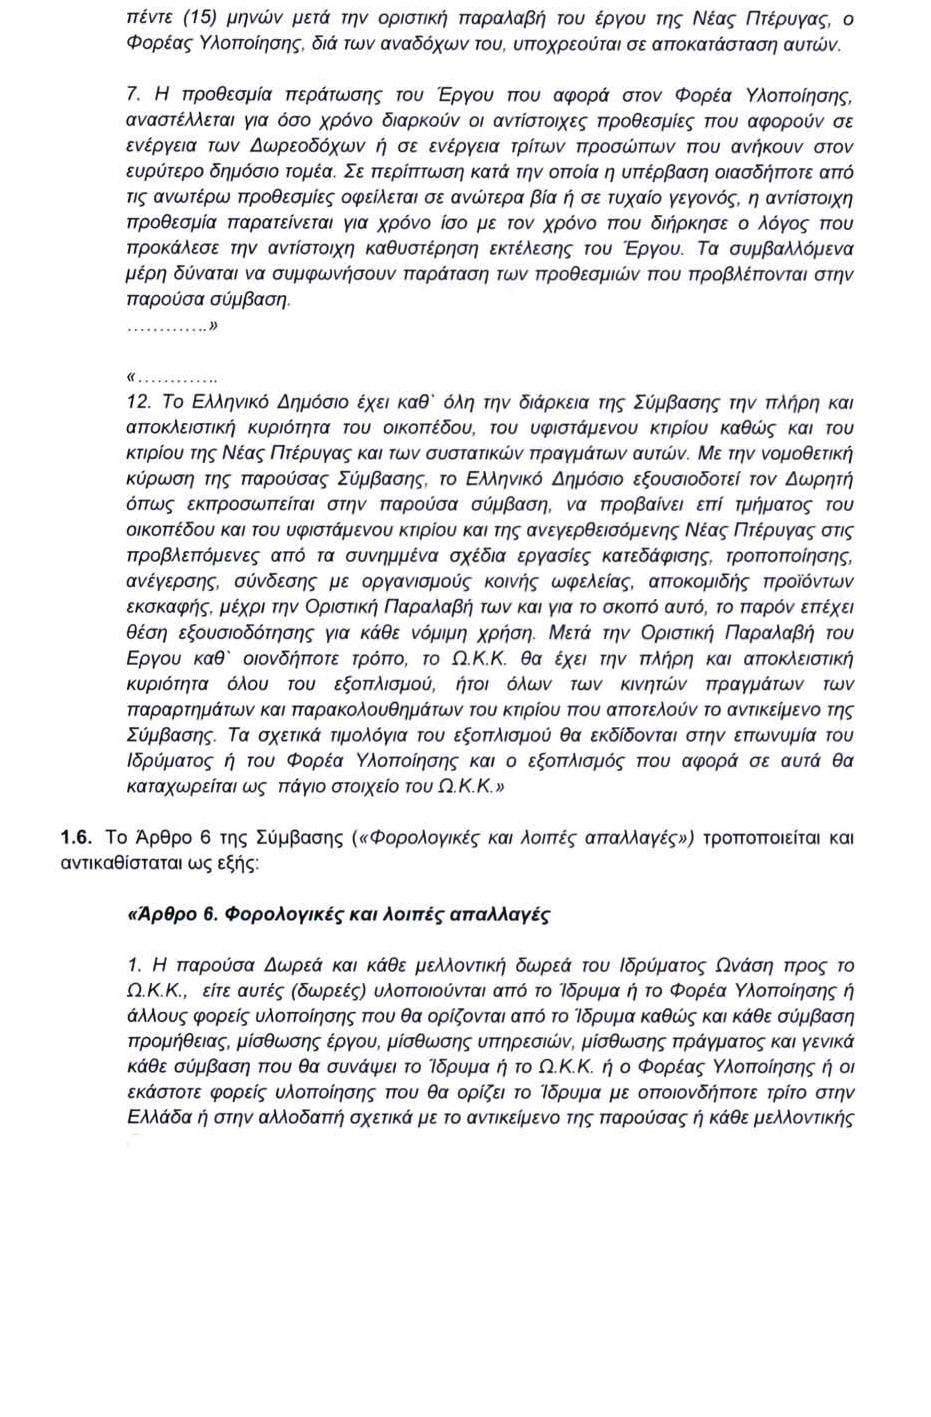 πέντε (15) μηνών μετά την οριστική παραλαβή του έργου της Νέας Πτέρυγας, ο
Φορέας Υλοποίησης, διά των αναδόχων του, υποχρεούται σε αποκατάσταση αυτών.
7. Η προθεσμία περάτωσης του Έργου που αφορά στον Φορέα Υλοποίησης,
αναστέλλεται για όσο χρόνο διαρκούν οι αντίστοιχες προθεσμίες που αφορούν σε
ενέργεια των Δωρεοδόχων ή σε ενέργεια τρίτων προσώπων που ανήκουν στον
ευρύτερο δημόσιο τομέα. Σε περίπτωση κατά την οποία η υπέρβαση οιασδήποτε από
τις ανωτέρω προθεσμίες οφείλεται σε ανώτερα βία ή σε τυχαίο γεγονός, η αντίστοιχη
προθεσμία παρατείνεται για χρόνο ίσο με τον χρόνο που διήρκησε ο λόγος που
προκάλεσε την αντίστοιχη καθυστέρηση εκτέλεσης του Έργου. Τα συμβαλλόμενα
μέρη δύναται να συμφωνήσουν παράταση των προθεσμιών που προβλέπονται στην
παρούσα σύμβαση.
.............»
«.............
12. Το Ελληνικό Δημόσιο έχει καθ' όλη την διάρκεια της Σύμβασης την πλήρη και
αποκλειστική κυριότητα του οικοπέδου, του υφιστάμενου κτιρίου καθώς και του
κτιρίου της Νέας Πτέρυγας και των συστατικών πραγμάτων αυτών. Με την νομοθετική
κύρωση της παρούσας Σύμβασης, το Ελληνικό Δημόσιο εξουσιοδοτεί τον Δωρητή
όπως εκπροσωπείται στην παρούσα σύμβαση, να προβαίνει επί τμήματος του
οικοπέδου και του υφιστάμενου κτιρίου και της ανεγερθεισόμενης Νέας Πτέρυγας στις
προβλεπόμενες από τα συνημμένα σχέδια εργασίες κατεδάφισης, τροποποίησης,
ανέγερσης, σύνδεσης με οργανισμούς κοινής ωφελείας, αποκομιδής προϊόντων
εκσκαφής, μέχρι την Οριστική Παραλαβή των και για το σκοπό αυτό, το παρόν επέχει
θέση εξουσιοδότησης για κάθε νόμιμη χρήση. Μετά την Οριστική Παραλαβή του
Εργου καθ' οιονδήποτε τρόπο, το Ω.Κ.Κ. θα έχει την πλήρη και αποκλειστική
κυριότητα όλου του εξοπλισμού, ήτοι όλων των κινητών πραγμάτων των
παραρτημάτων και παρακολουθημάτων του κτιρίου που αποτελούν το αντικείμενο της
Σύμβασης. Τα σχετικά τιμολόγια του εξοπλισμού θα εκδίδονται στην επωνυμία του
Ιδρύματος ή του Φορέα Υλοποίησης και ο εξοπλισμός που αφορά σε αυτά θα
καταχωρείται ως πάγιο στοιχείο του Ω.Κ.Κ.»
1.6. Το Άρθρο 6 της Σύμβασης («Φορολογικές και λοιπές απαλλαγές») τροποποιείται και
αντικαθίσταται ως εξής:
«Άρθρο 6. Φορολογικές και λοιπές απαλλαγές
1. Η παρούσα Δωρεά και κάθε μελλοντική δωρεά του Ιδρύματος Ωνάση προς το
Ω.Κ.Κ., είτε αυτές (δωρεές) υλοποιούνται από το Ίδρυμα ή το Φορέα Υλοποίησης ή
άλλους φορείς υλοποίησης που θα ορίζονται από το Ίδρυμα καθώς και κάθε σύμβαση
προμήθειας, μίσθωσης έργου, μίσθωσης υπηρεσιών, μίσθωσης πράγματος και γενικά
κάθε σύμβαση που θα συνάψει το Ίδρυμα ή το Ω.Κ.Κ. ή ο Φορέας Υλοποίησης ή οι
εκάστοτε φορείς υλοποίησης που θα ορίζει το Ίδρυμα με οποιονδήποτε τρίτο στην
Ελλάδα ή στην αλλοδαπή σχετικά με το αντικείμενο της παρούσας ή κάθε μελλοντικής